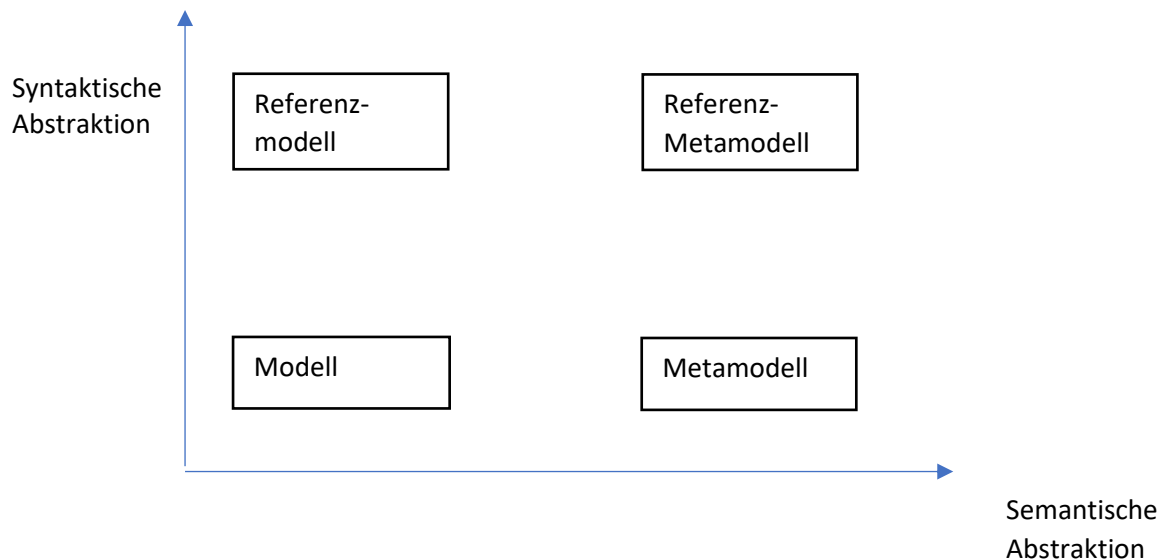 Syntaktische
Abstraktion
Referenz-
modell
Referenz-
Metamodell
Modell
Metamodell
Semantische
Abstraktion